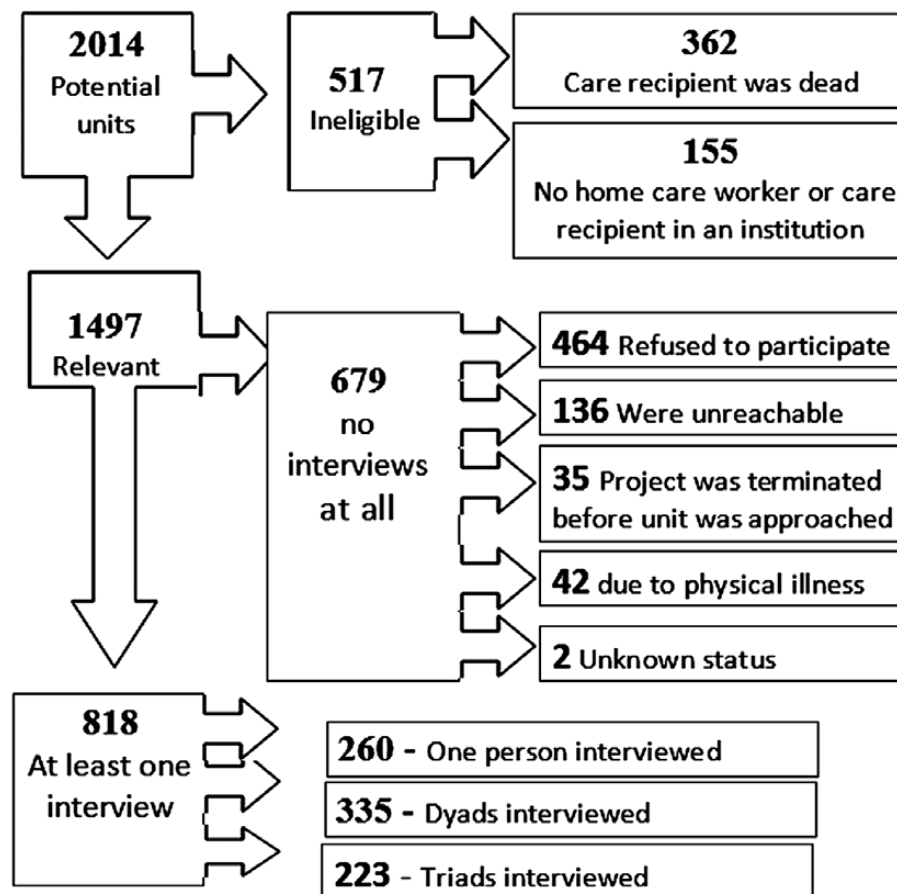 2014
Potential
units
517
Ineligible
362
Care recipient was dead
155
No home care worker or care
recipient in an institution
1497
Relevant
679
no
interviews
at all
464 Refused to participate
136 Were unreachable
35 Project was terminated
before unit was approached
42 due to physical illness
2 Unknown status
818
At least one
interview
260 - One person interviewed
335 - Dyads interviewed
223 - Triads interviewed